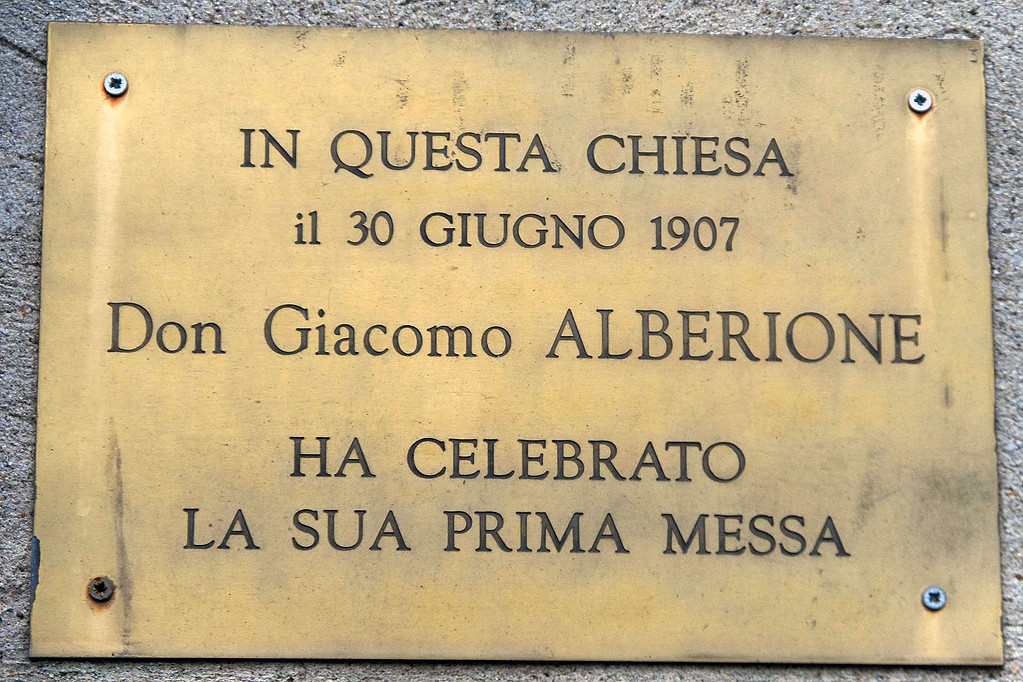 IN QUESTA CHIESA
il 30 GIUGNO 1907
Don Giacomo ALBERIONE
HA CELEBRATO
LA SUA PRIMA MESSA